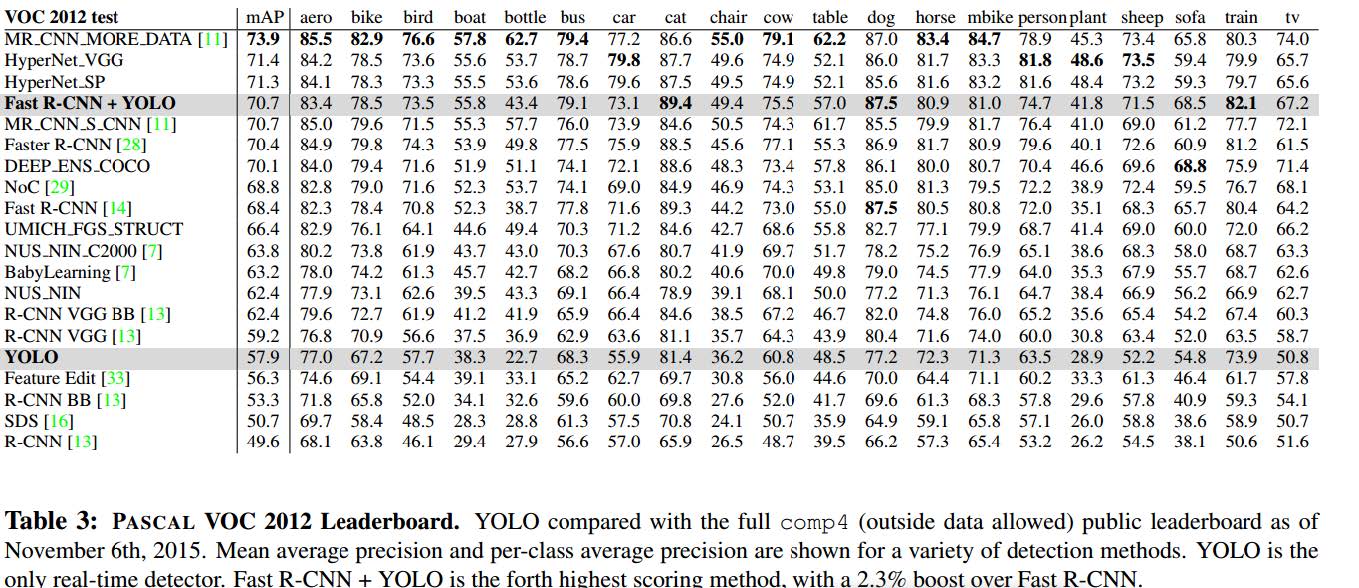 VOC 2012 test mAP aero bike bird boat bottle bus car cat chair cow table dog horse mbike person plant sheep sofa train tv
MR_CNN_MORE_DATA [11] 73.9 85.5 82.9 76.6 57.8 62.7 79.4 77.2 86.6 55.0 79.1 62.2 87.0 83.4 84.7 78.9 45.3 73.4 65.8 80.3 74.0
HyperNet_VGG 71.4 84.2 78.5 73.6 55.6 53.7 78.7 79.8 87.7 49.6 74.9 52.1 86.0 81.7 83.3 81.8 48.6 73.5 59.4 79.9 65.7
HyperNet_SP 71.3 84.1 78.3 73.3 55.5 53.6 78.6 79.6 87.5 49.5 74.9 52.1 85.6 81.6 83.2 81.6 48.4 73.2 59.3 79.7 65.6
Fast R-CNN + YOLO 70.7 83.4 78.5 73.5 55.8 43.4 79.1 73.1 89.4 49.4 75.5 57.0 87.5 80.9 81.0 74.7 41.8 71.5 68.5 82.1 67.2
MR_CNN_S_CNN [11] 70.7 85.0 79.6 71.5 55.3 57.7 76.0 73.9 84.6 50.5 74.3 61.7 85.5 79.9 81.7 76.4 41.0 69.0 61.2 77.7 72.1
Faster R-CNN [28] 70.4 84.9 79.8 74.3 53.9 49.8 77.5 75.9 88.5 45.6 77.1 55.3 86.9 81.7 80.9 79.6 40.1 72.6 60.9 81.2 61.5
DEEP_ENS_COCO 70.1 84.0 79.4 71.6 51.9 51.1 74.1 72.1 88.6 48.3 73.4 57.8 86.1 80.0 80.7 70.4 46.6 69.6 68.8 75.9 71.4
NoC [29] 68.8 82.8 79.0 71.6 52.3 53.7 74.1 69.0 84.9 46.9 74.3 53.1 85.0 81.3 79.5 72.2 38.9 72.4 59.5 76.7 68.1
Fast R-CNN [14] 68.4 82.3 78.4 70.8 52.3 38.7 77.8 71.6 89.3 44.2 73.0 55.0 87.5 80.5 80.8 72.0 35.1 68.3 65.7 80.4 64.2
UMICH_FGS_STRUCT 66.4 82.9 76.1 64.1 44.6 49.4 70.3 71.2 84.6 42.7 68.6 55.8 82.7 77.1 79.9 68.7 41.4 69.0 60.0 72.0 66.2
NUS_NIN_C2000 [7] 63.8 80.2 73.8 61.9 43.7 43.0 70.3 67.6 80.7 41.9 69.7 51.7 78.2 75.2 76.9 65.1 38.6 68.3 58.0 68.7 63.3
BabyLearning [7] 63.2 78.0 74.2 61.3 45.7 42.7 68.2 66.8 80.2 40.6 70.0 49.8 79.0 74.5 77.9 64.0 35.3 67.9 55.7 68.7 62.6
NUS_NIN 62.4 77.9 73.1 62.6 39.5 43.3 69.1 66.4 78.9 39.1 68.1 50.0 77.2 71.3 76.1 64.7 38.4 66.9 56.2 66.9 62.7
R-CNN VGG BB [13] 62.4 79.6 72.7 61.9 41.2 41.9 65.9 66.4 84.6 38.5 67.2 46.7 82.0 74.8 76.0 65.2 35.6 65.4 54.2 67.4 60.3
R-CNN VGG [13] 59.2 76.8 70.9 56.6 37.5 36.9 62.9 63.6 81.1 35.7 64.3 43.9 80.4 71.6 74.0 60.0 30.8 63.4 52.0 63.5 58.7
YOLO 57.9 77.0 67.2 57.7 38.3 22.7 68.3 55.9 81.4 36.2 60.8 48.5 77.2 72.3 71.3 63.5 28.9 52.2 54.8 73.9 50.8
Feature Edit [33] 56.3 74.6 69.1 54.4 39.1 33.1 65.2 62.7 69.7 30.8 56.0 44.6 70.0 64.4 71.1 60.2 33.3 61.3 46.4 61.7 57.8
R-CNN BB [13] 53.3 71.8 65.8 52.0 34.1 32.6 59.6 60.0 69.8 27.6 52.0 41.7 69.6 61.3 68.3 57.8 29.6 57.8 40.9 59.3 54.1
SDS [16] 50.7 69.7 58.4 48.5 28.3 28.8 61.3 57.5 70.8 24.1 50.7 35.9 64.9 59.1 65.8 57.1 26.0 58.8 38.6 58.9 50.7
R-CNN [13] 49.6 68.1 63.8 46.1 29.4 27.9 56.6 57.0 65.9 26.5 48.7 39.5 66.2 57.3 65.4 53.2 26.2 54.5 38.1 50.6 51.6
Table 3: PASCAL VOC 2012 Leaderboard. YOLO compared with the full comp4 (outside data allowed) public leaderboard as of
November 6th, 2015. Mean average precision and per-class average precision are shown for a variety of detection methods. YOLO is the
only real-time detector. Fast R-CNN + YOLO is the forth highest scoring method, with a 2.3% boost over Fast R-CNN.